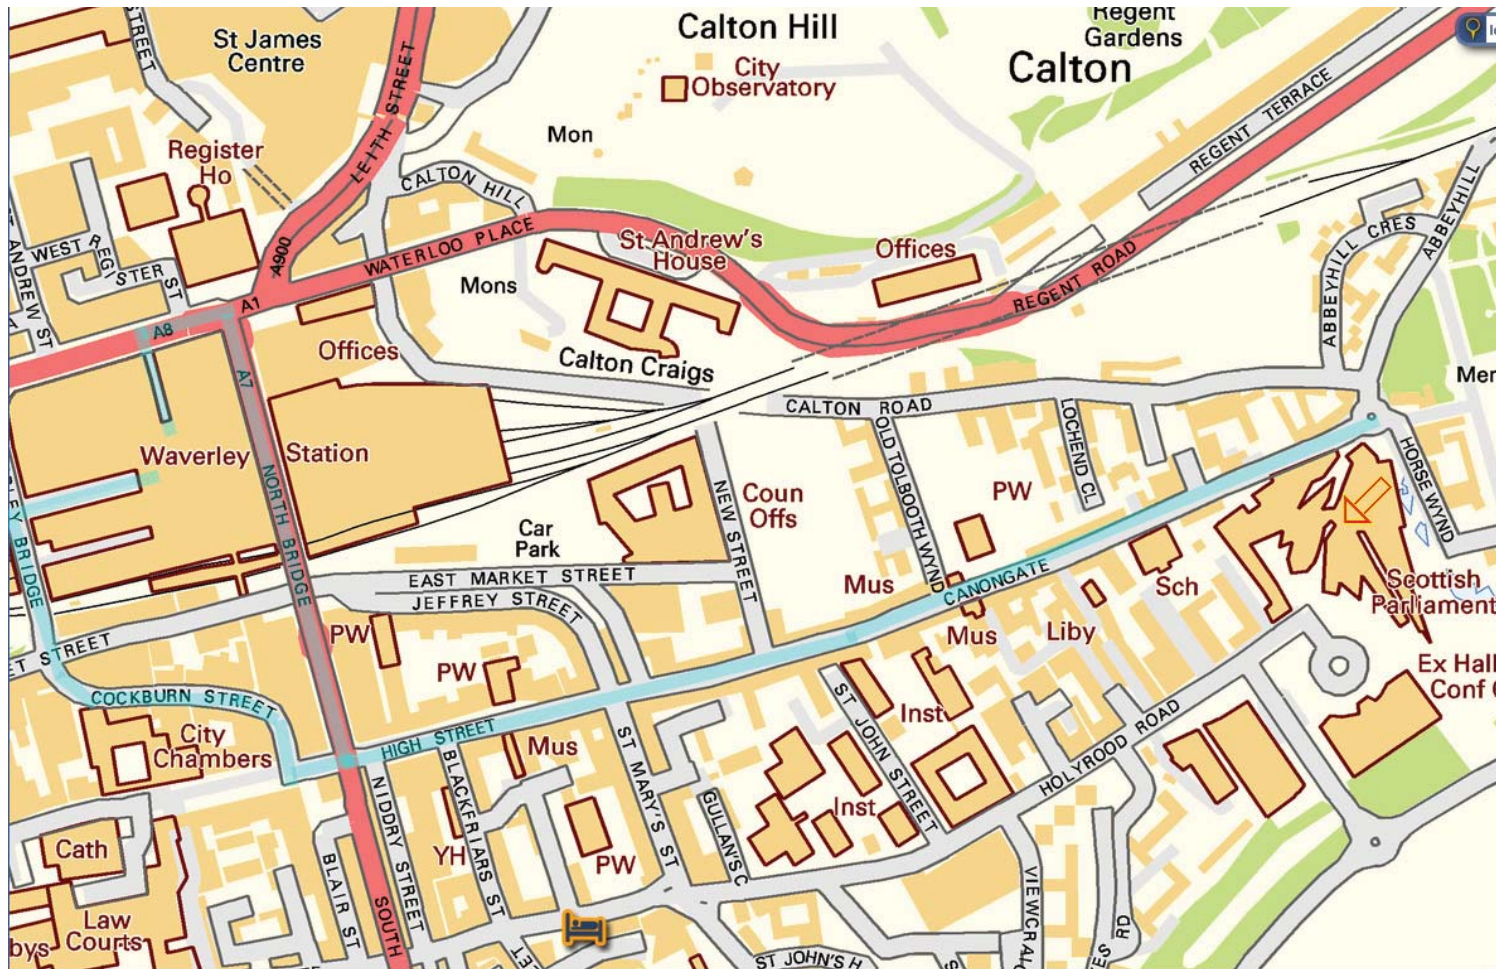 STREET
St James
Centre
LEITH STREET
Calton Hill
City
Observatory
Regent
Gardens
Calton
Mon
Register
Ho
CALTON HILL
REGENT TERRACE
ABBEYHILL
ABBEYHILL CRES
WEST REGISTER ST
ANDREW ST
A900
WATERLOO PLACE
St Andrew's
House
Offices
Mons
REGENT ROAD
A1
A8
A7
Offices
Calton Craigs
Mer
CALTON ROAD
OLD TOLBOOTH WYND
LOCHEND CL
HORSE WYND
Waverley Station
NORTH BRIDGE
NEW STREET
Coun
Offs
PW
Car
Park
EAST MARKET STREET
JEFFREY STREET
Mus
CANONGATE
Sch
Scottish
Parliament
BRIDGE
ET STREET
PW
PW
Mus
Liby
Ex Hall
Conf
COCKBURN STREET
City
Chambers
HIGH STREET
Mus
ST MARY'S ST
ST JOHN STREET
Inst
HOLYROOD ROAD
BLACKFRIARS ST
NIDDRY STREET
GULLAN'S C
Inst
Cath
BLAIR ST
YH
PW
VIEWCRAIG
Law
Courts
bys
SOUTH
ET
ST JOHN'S H
ES RD